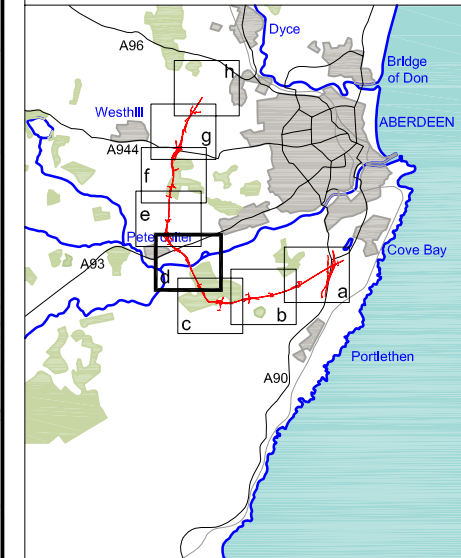 Dyce
A96
Bridge
of Don
h
Westhill
ABERDEEN
g
A944
f
e
Peterculter
Cove Bay
A93
d
a
b
c
Portlethen
A90